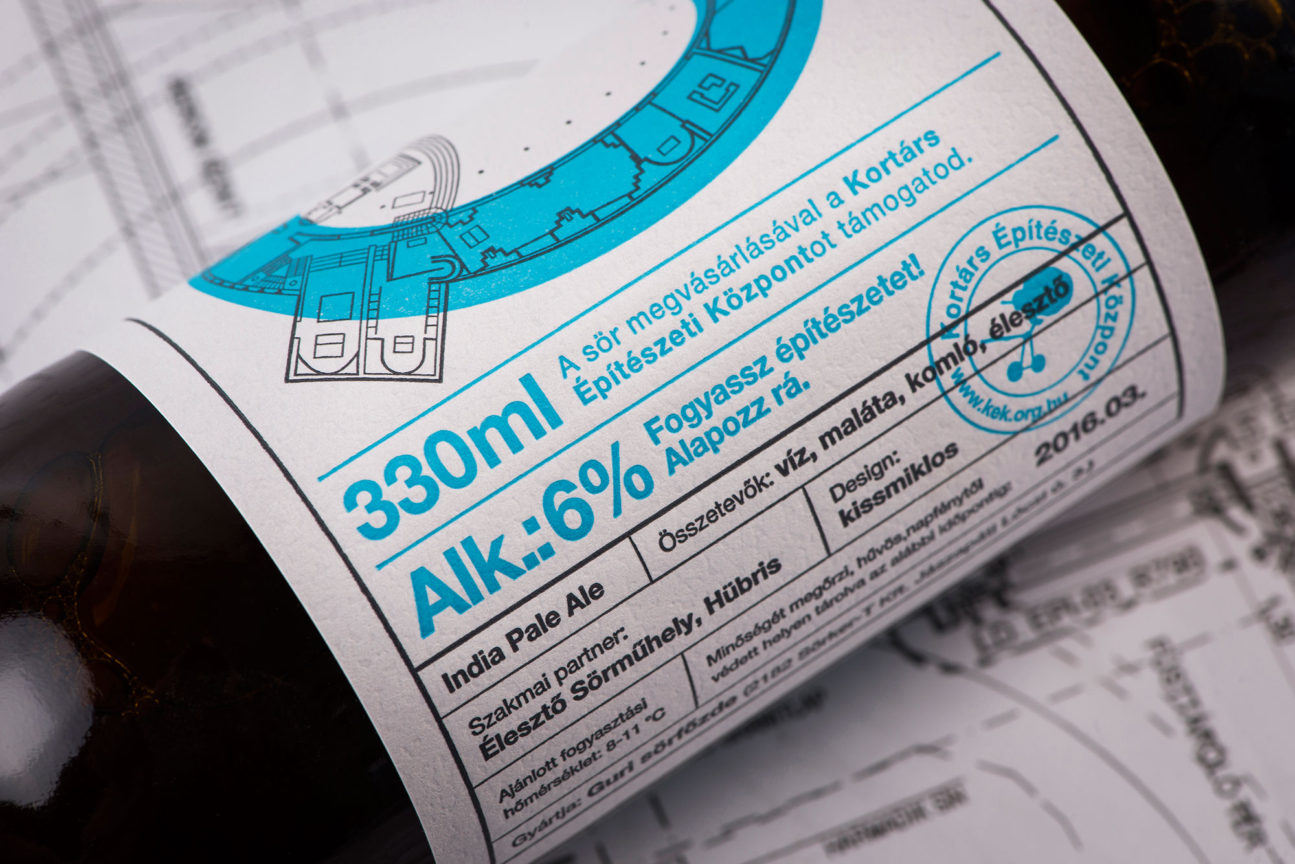 A sör megvásárlásával a Kortárs
Építészeti Központot támogatod.
330ml
Fogyassz építészetet!
Alapozz rá.
Alk.:6%
Kortárs Építészeti Központ
www.kek.org.hu
India Pale Ale
Összetevők: víz, maláta, komló, élesztő
Szakmai partner:
Élesztő Sörműhely, Hübris
Design:
kissmiklos
Ajánlott fogyasztási
hőmérséklet: 8-11 °C
Minőségét megőrzi, hűvös,napfénytől
védett helyen tárolva az alábbi időpontig:
2016.03.
Gyártja: Guri sörfőzde